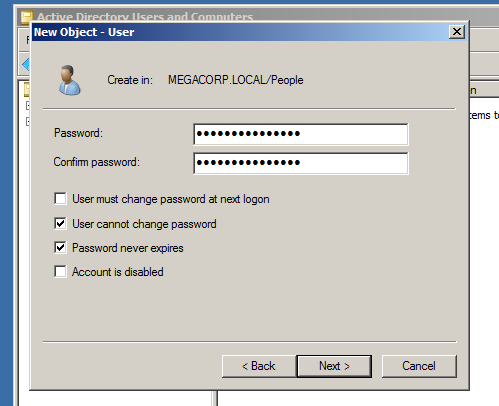 Active Directory Users and Computers
New Object - User
Create in: MEGACORP.LOCAL/People
Password: ●●●●●●●●●●●●●●●
Confirm password: ●●●●●●●●●●●●●●●
User must change password at next logon
User cannot change password
Password never expires
Account is disabled
< Back Next > Cancel